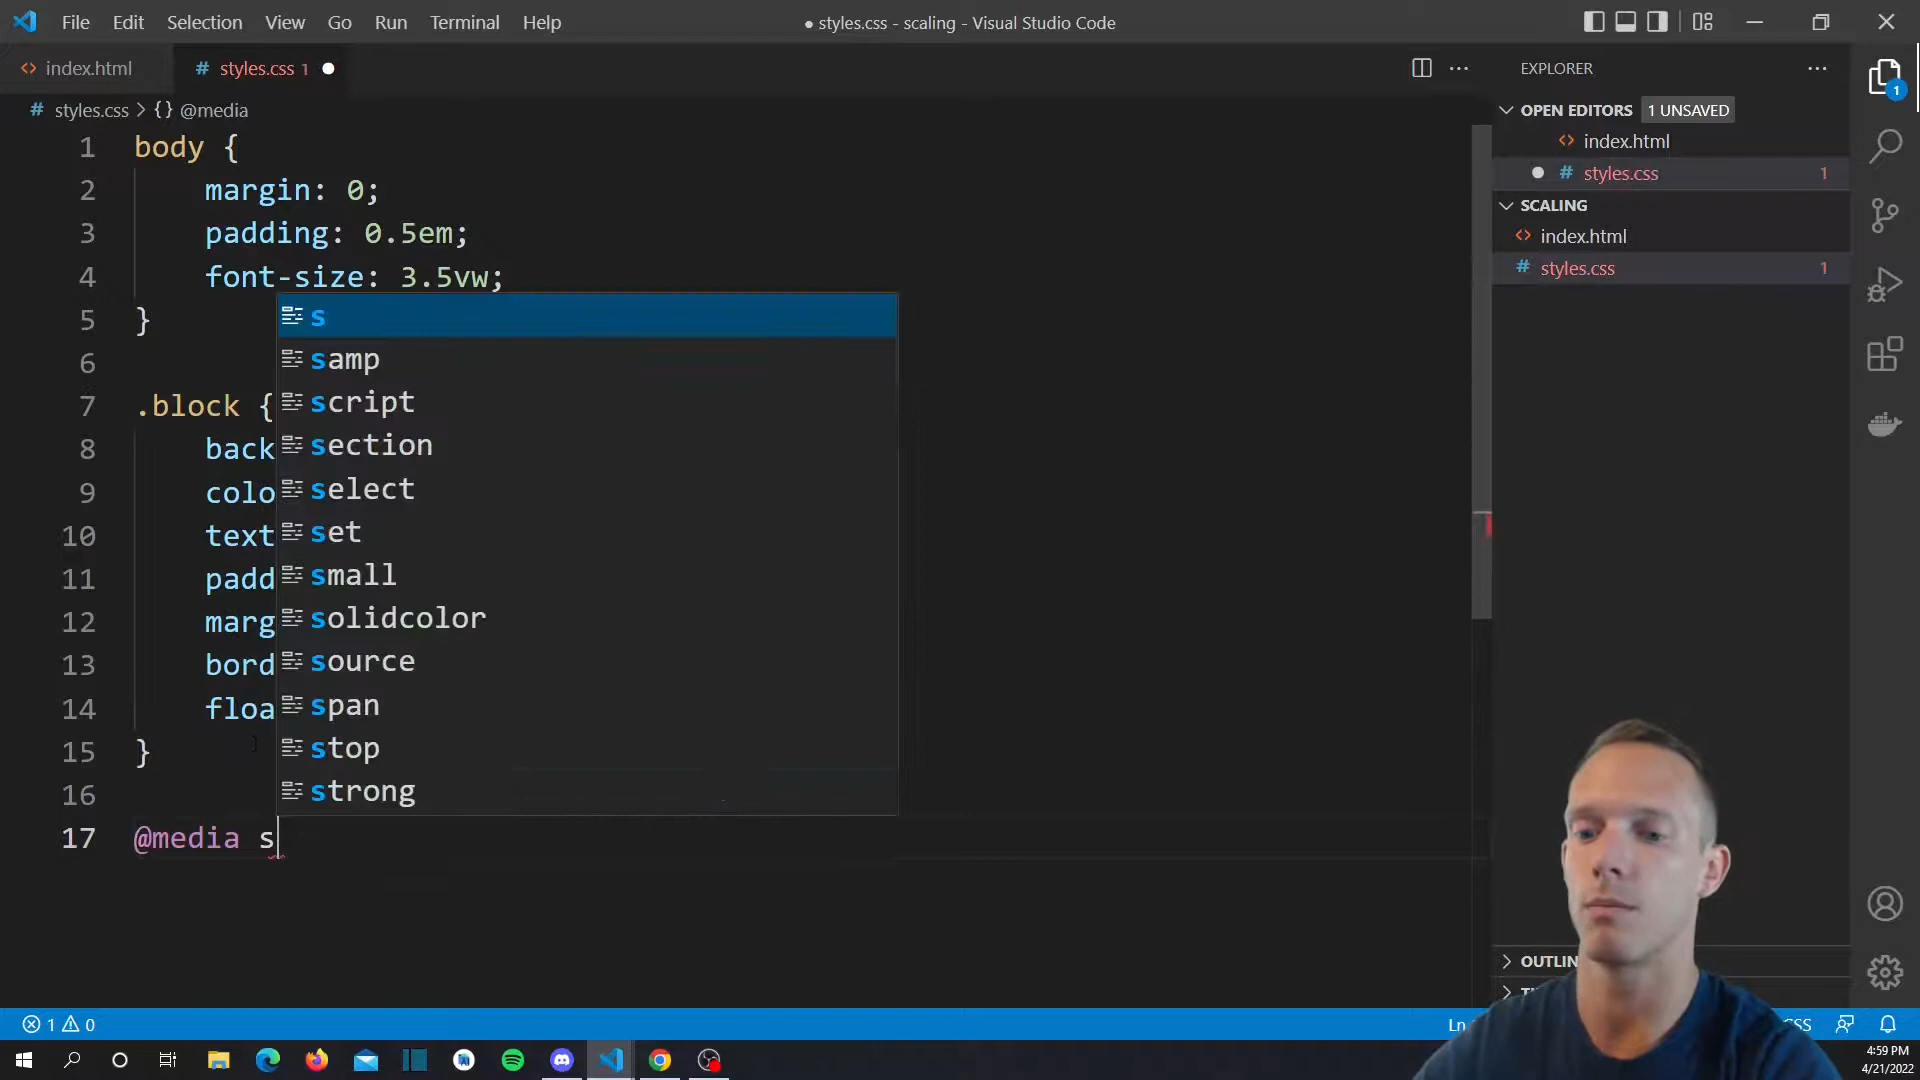 File Edit Selection View Go Run Terminal Help
● styles.css - scaling - Visual Studio Code
<> index.html
# styles.css 1 ●
EXPLORER
# styles.css > {} @media
OPEN EDITORS 1 UNSAVED
<> index.html
● # styles.css 1
SCALING
<> index.html
# styles.css 1
1 body {
2 margin: 0;
3 padding: 0.5em;
4 font-size: 3.5vw;
5 }
6
7 .block {
8 back
9 colo
10 text
11 padd
12 marg
13 bord
14 floa
15 }
16
17 @media s
s
samp
script
section
select
set
small
solidcolor
source
span
stop
strong
1
OUTLIN
1 0
Ln
CSS
4:59 PM
4/21/2022